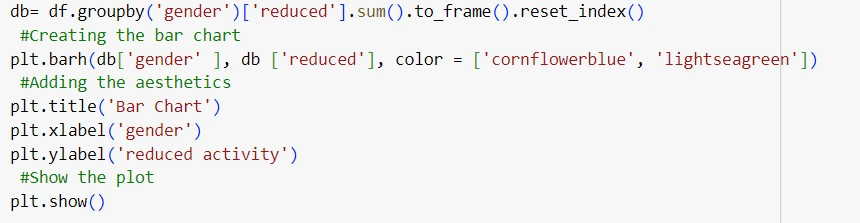 db= df.groupby('gender')['reduced'].sum().to_frame().reset_index()
#Creating the bar chart
plt.barh(db['gender' ], db ['reduced'], color = ['cornflowerblue', 'lightseagreen'])
#Adding the aesthetics
plt.title('Bar Chart')
plt.xlabel('gender')
plt.ylabel('reduced activity')
#Show the plot
plt.show()